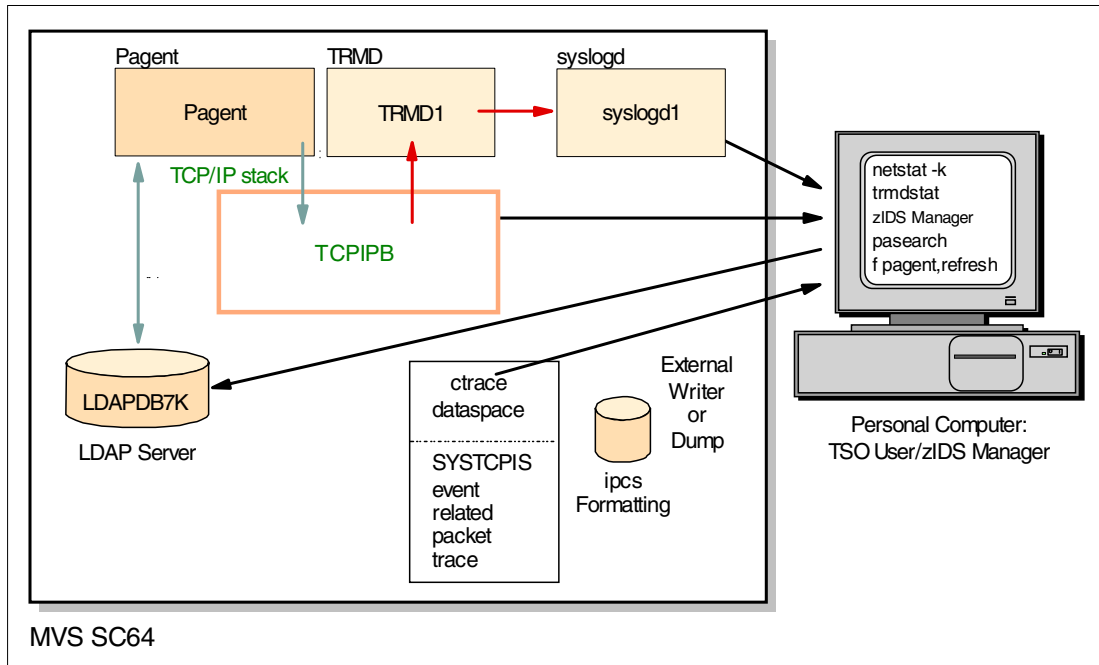 Pagent
TRMD
syslogd
Pagent
TRMD1
syslogd1
TCP/IP stack
TCPIPB
netstat -k
trmdstat
zIDS Manager
pasearch
f pagent,refresh
LDAPDB7K
LDAP Server
ctrace
dataspace
SYSTCPIS
event
related
packet
trace
External
Writer
or
Dump
ipcs
Formatting
Personal Computer:
TSO User/zIDS Manager
MVS SC64